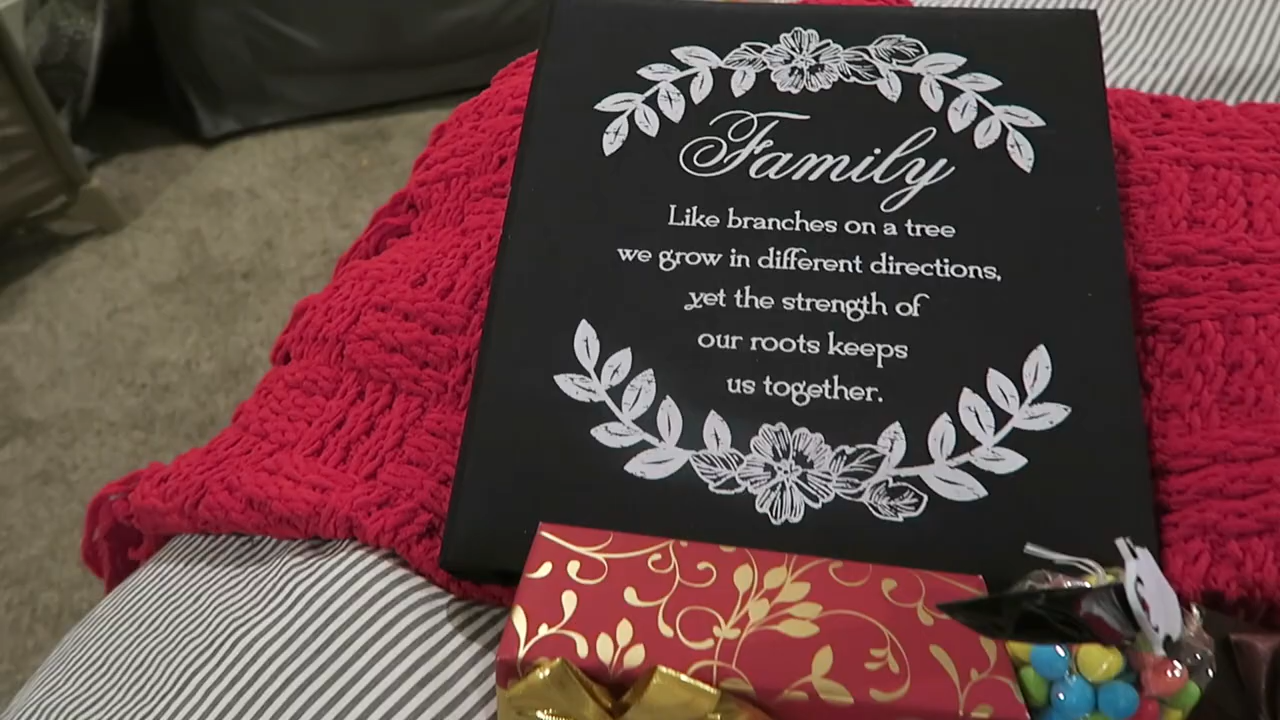 Family
Like branches on a tree
we grow in different directions,
yet the strength of
our roots keeps
us together.